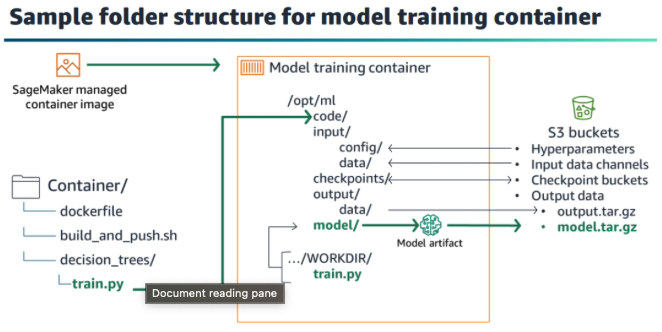 Sample folder structure for model training container
SageMaker managed
container image
Model training container
/opt/ml
code/
input/
config/
data/
checkpoints/
output/
data/
model/
Model artifact
.../WORKDIR/
train.py
S3 buckets
• Hyperparameters
• Input data channels
• Checkpoint buckets
• Output data
• output.tar.gz
• model.tar.gz
Container/
dockerfile
build_and_push.sh
decision_trees/
train.py
Document reading pane